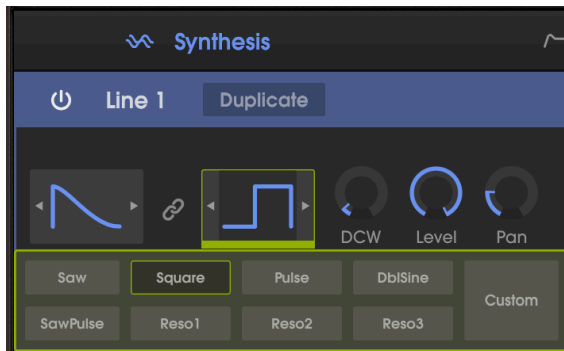 Synthesis
Line 1 Duplicate
DCW Level Pan
Saw Square Pulse DblSine
Custom
SawPulse Reso1 Reso2 Reso3